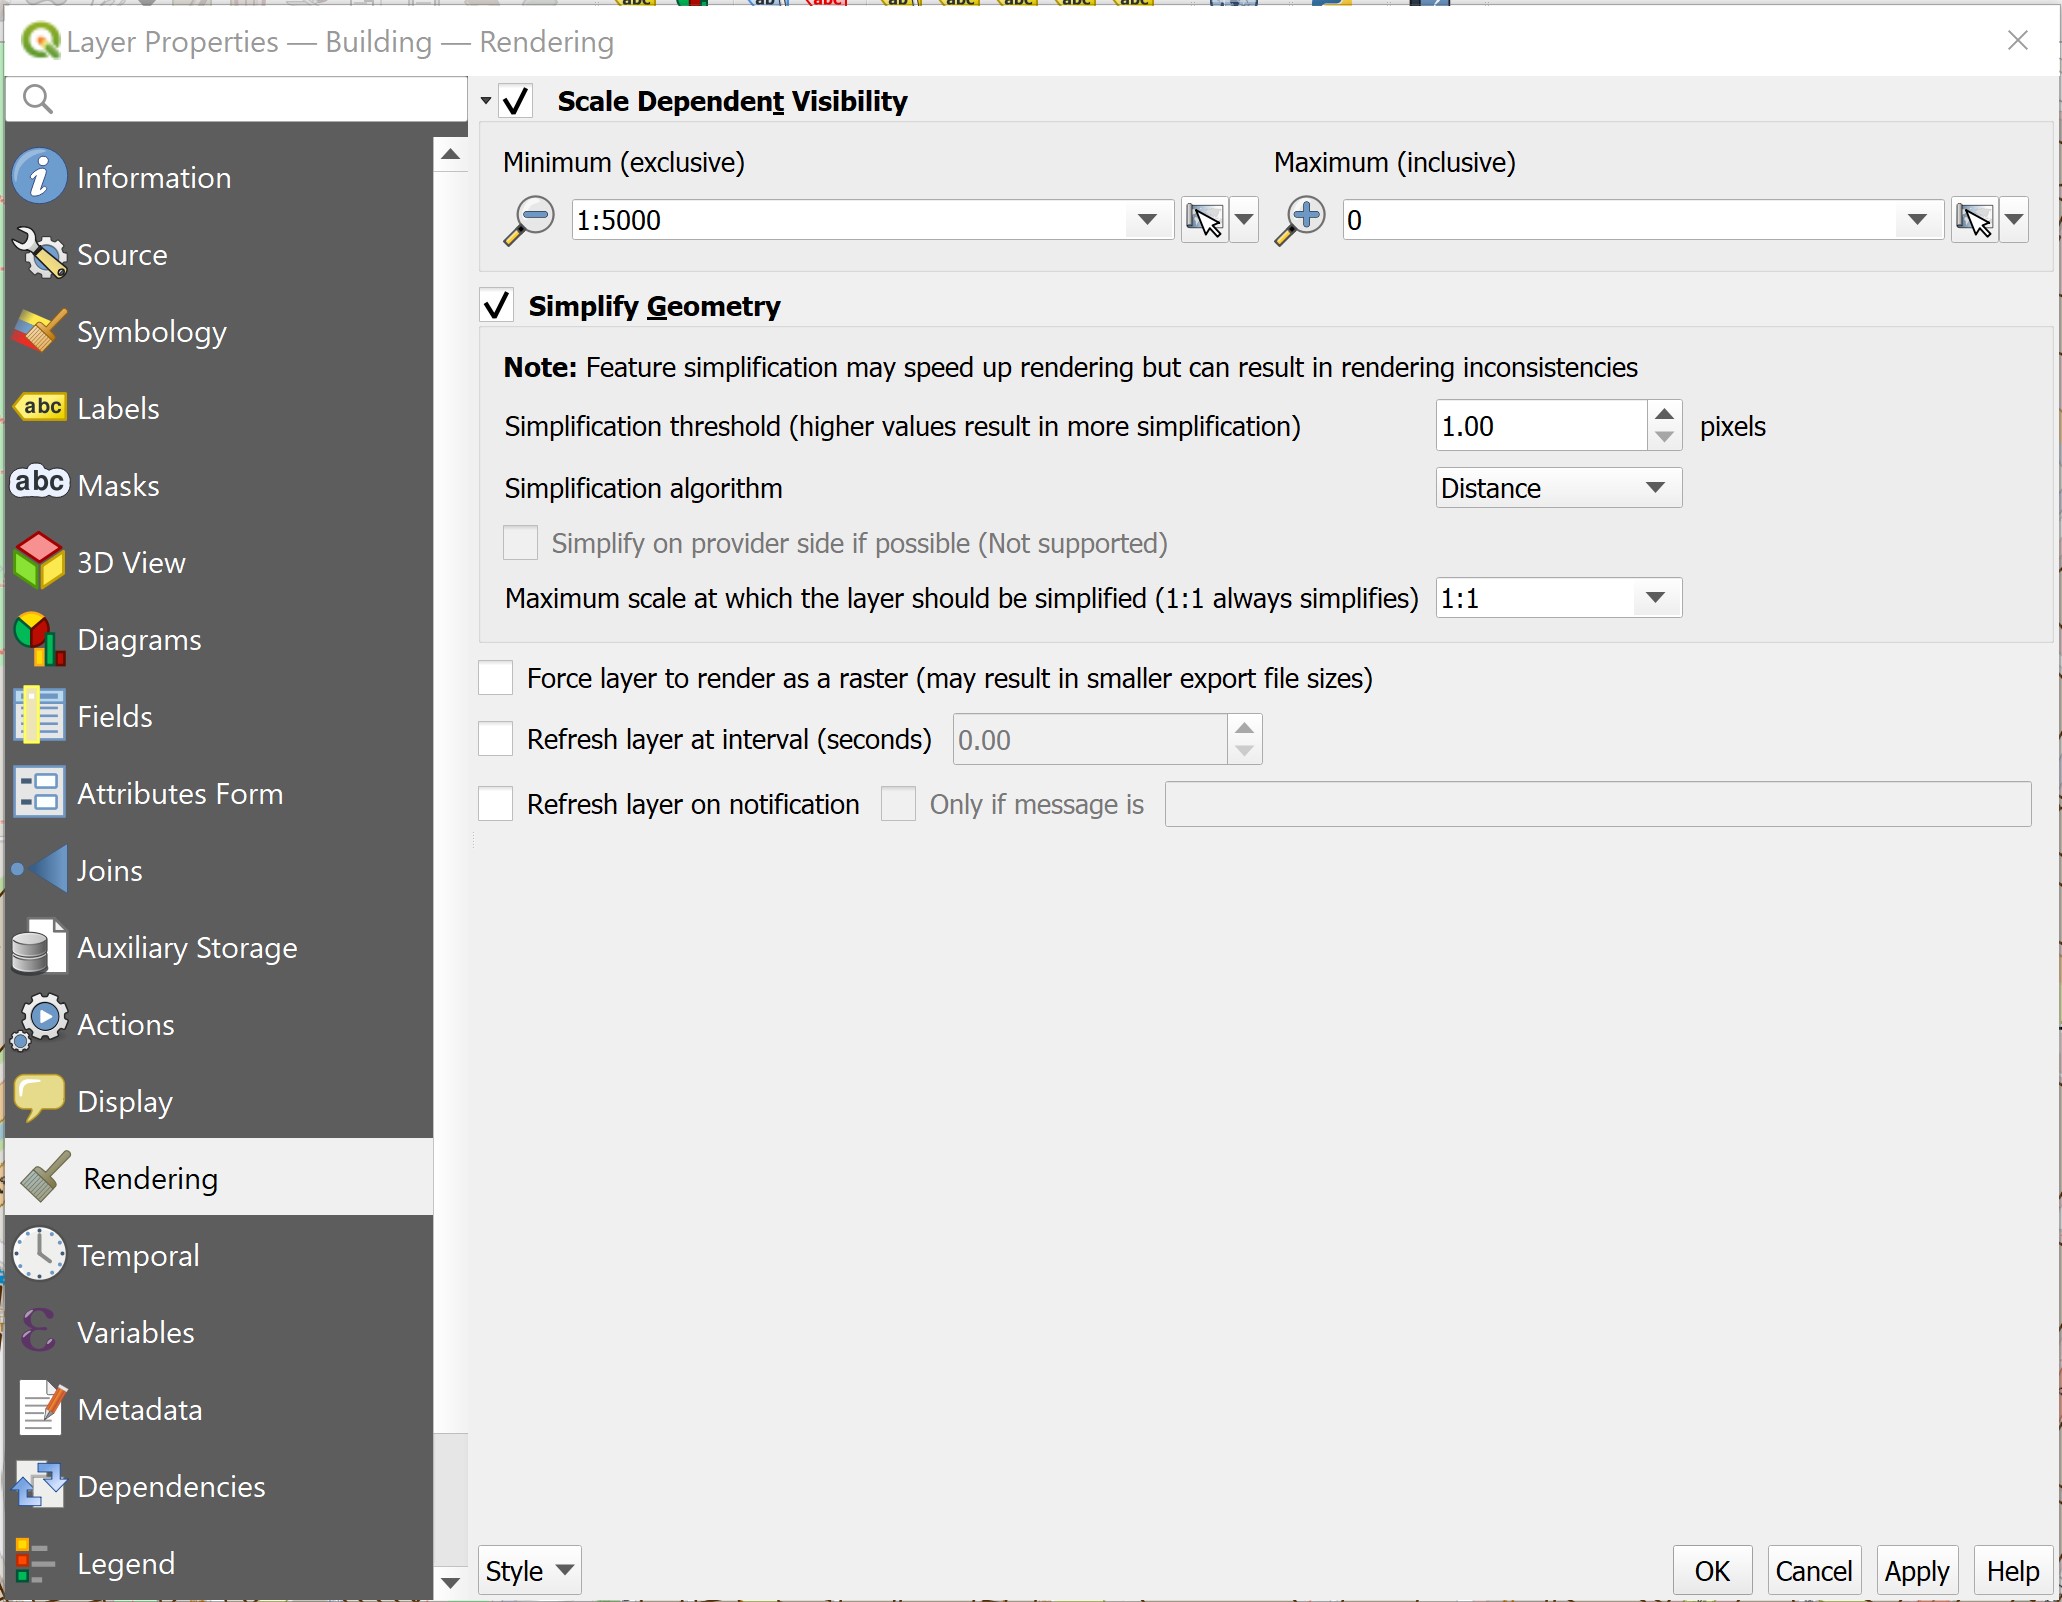 Layer Properties — Building — Rendering
Information
Source
Symbology
abc Labels
abc Masks
3D View
Diagrams
Fields
Attributes Form
Joins
Auxiliary Storage
Actions
Display
Rendering
Temporal
Variables
Metadata
Dependencies
Legend
Scale Dependent Visibility
Minimum (exclusive) Maximum (inclusive)
1:5000 0
Simplify Geometry
Note: Feature simplification may speed up rendering but can result in rendering inconsistencies
Simplification threshold (higher values result in more simplification) 1.00 pixels
Simplification algorithm Distance
Simplify on provider side if possible (Not supported)
Maximum scale at which the layer should be simplified (1:1 always simplifies) 1:1
Force layer to render as a raster (may result in smaller export file sizes)
Refresh layer at interval (seconds) 0.00
Refresh layer on notification Only if message is
Style OK Cancel Apply Help